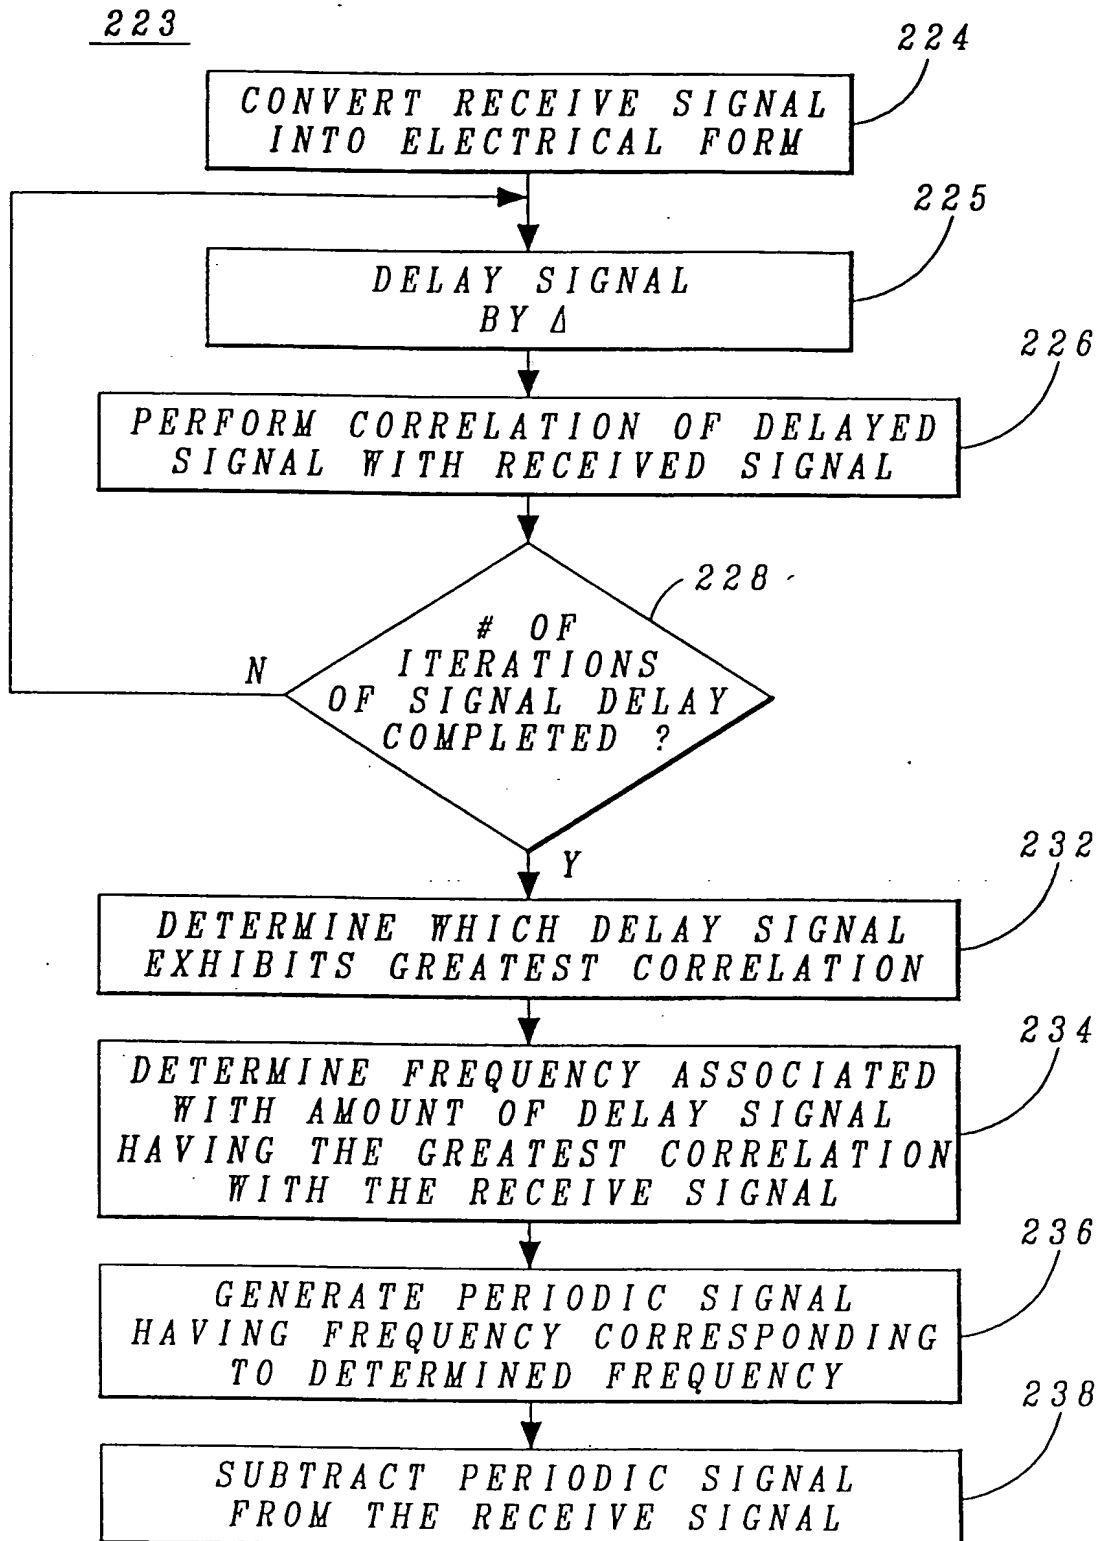 223
224
CONVERT RECEIVE SIGNAL
INTO ELECTRICAL FORM
225
DELAY SIGNAL
BY Δ
226
PERFORM CORRELATION OF DELAYED
SIGNAL WITH RECEIVED SIGNAL
228
# OF
ITERATIONS
OF SIGNAL DELAY
COMPLETED ?
N
Y
232
DETERMINE WHICH DELAY SIGNAL
EXHIBITS GREATEST CORRELATION
234
DETERMINE FREQUENCY ASSOCIATED
WITH AMOUNT OF DELAY SIGNAL
HAVING THE GREATEST CORRELATION
WITH THE RECEIVE SIGNAL
236
GENERATE PERIODIC SIGNAL
HAVING FREQUENCY CORRESPONDING
TO DETERMINED FREQUENCY
238
SUBTRACT PERIODIC SIGNAL
FROM THE RECEIVE SIGNAL